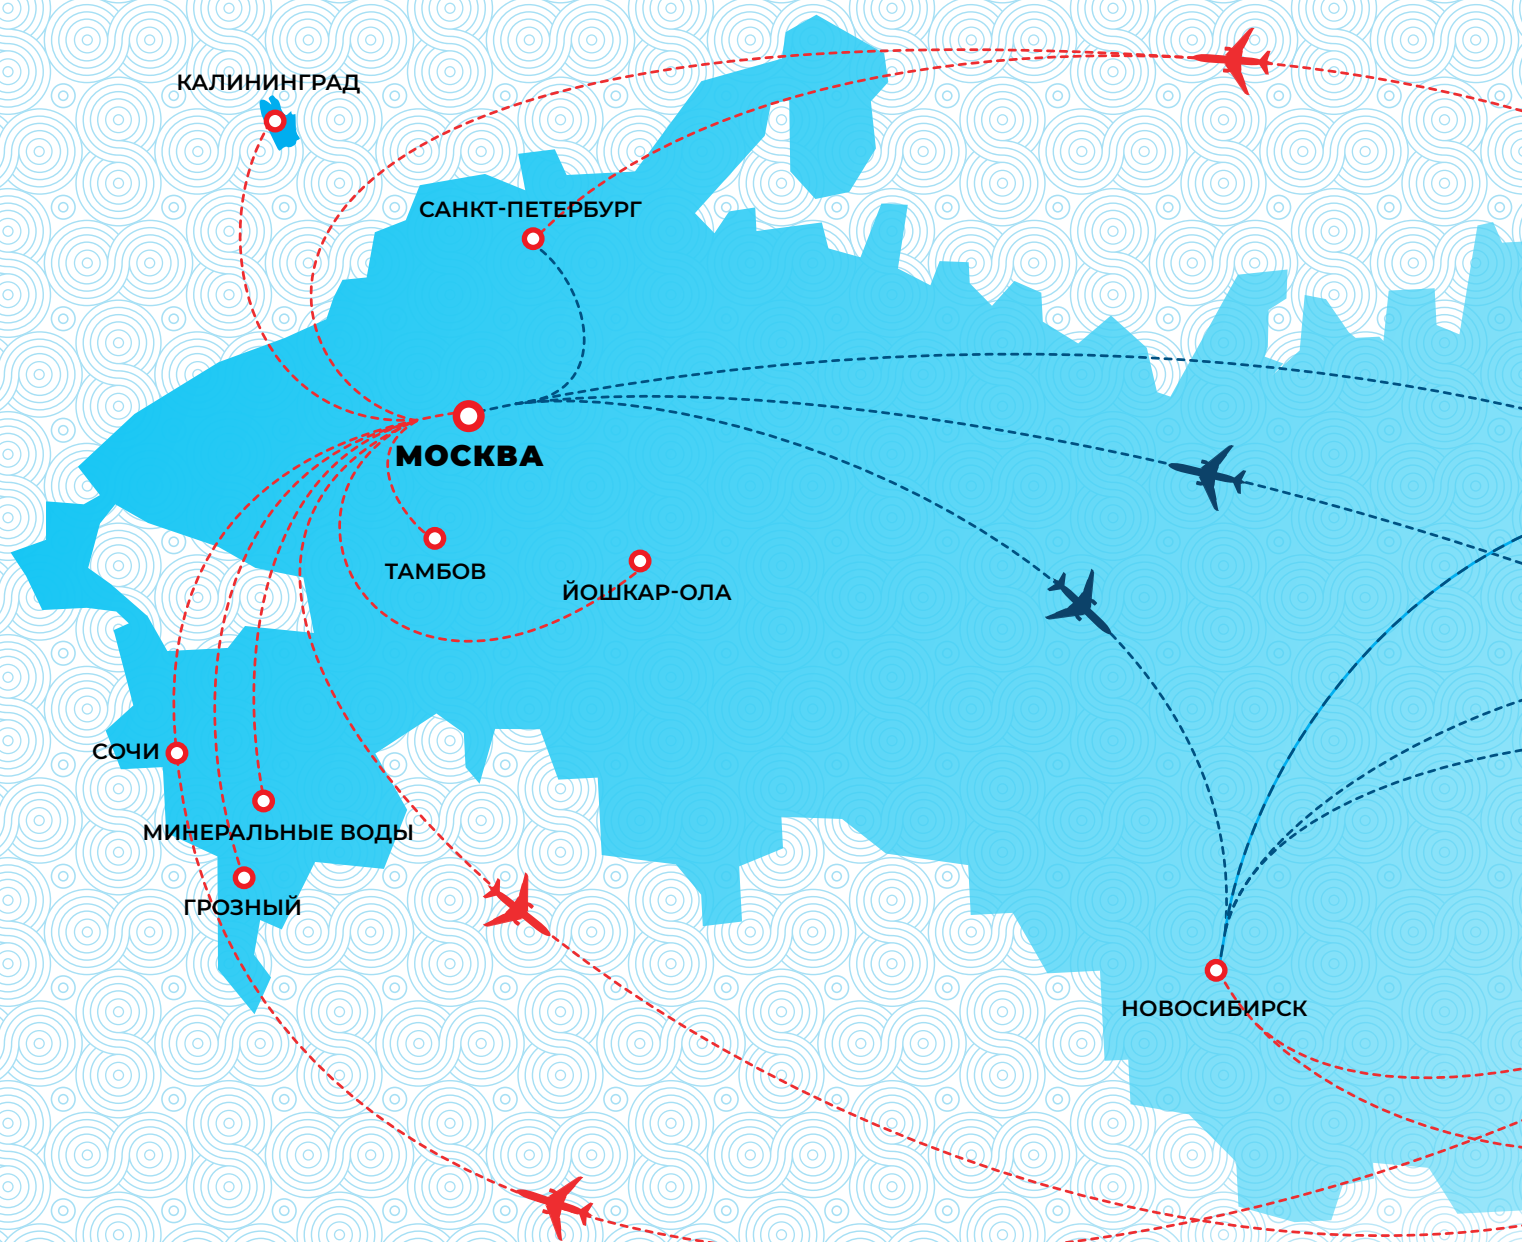 КАЛИНИНГРАД
САНКТ-ПЕТЕРБУРГ
МОСКВА
ТАМБОВ
ЙОШКАР-ОЛА
СОЧИ
МИНЕРАЛЬНЫЕ ВОДЫ
ГРОЗНЫЙ
НОВОСИБИРСК